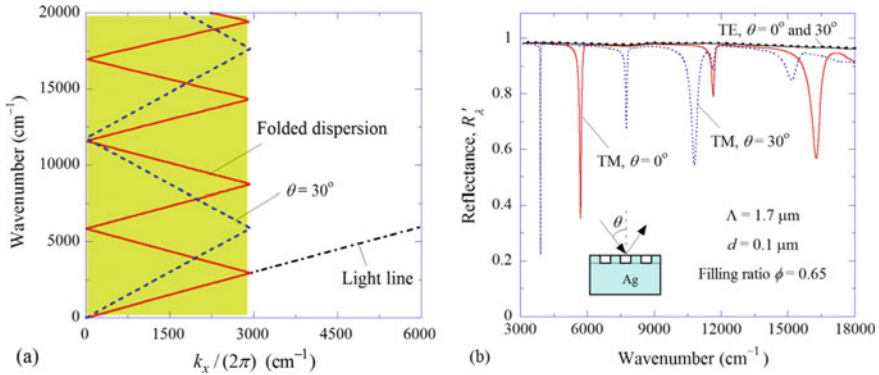 20000
15000
10000
5000
0
Wavenumber (cm⁻¹)
Folded dispersion
θ = 30°
Light line
0 1500 3000 4500 6000
kₓ / (2π) (cm⁻¹)
(a)
1
0.8
0.6
0.4
0.2
0
Reflectance, R′λ
TE, θ = 0° and 30°
TM, θ = 0°
TM, θ = 30°
θ
Ag
Λ = 1.7 μm
d = 0.1 μm
Filling ratio ϕ = 0.65
3000 6000 9000 12000 15000 18000
Wavenumber (cm⁻¹)
(b)